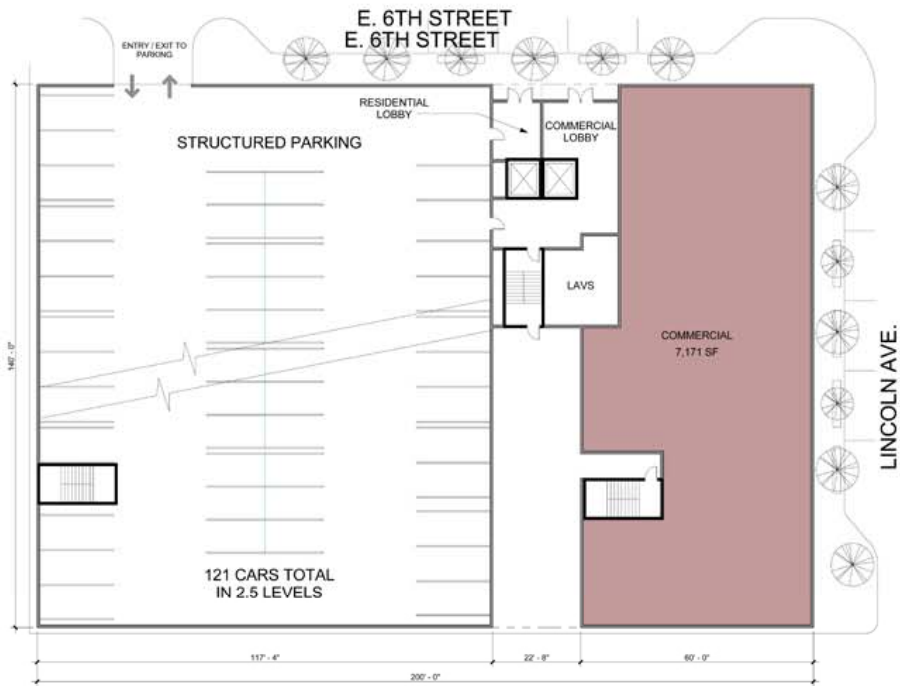 E. 6TH STREET
E. 6TH STREET
ENTRY / EXIT TO
PARKING
RESIDENTIAL
LOBBY
COMMERCIAL
LOBBY
STRUCTURED PARKING
LAVS
COMMERCIAL
7,171 SF
LINCOLN AVE.
140' - 0"
121 CARS TOTAL
IN 2.5 LEVELS
117' - 4"
22' - 8"
60' - 0"
200' - 0"